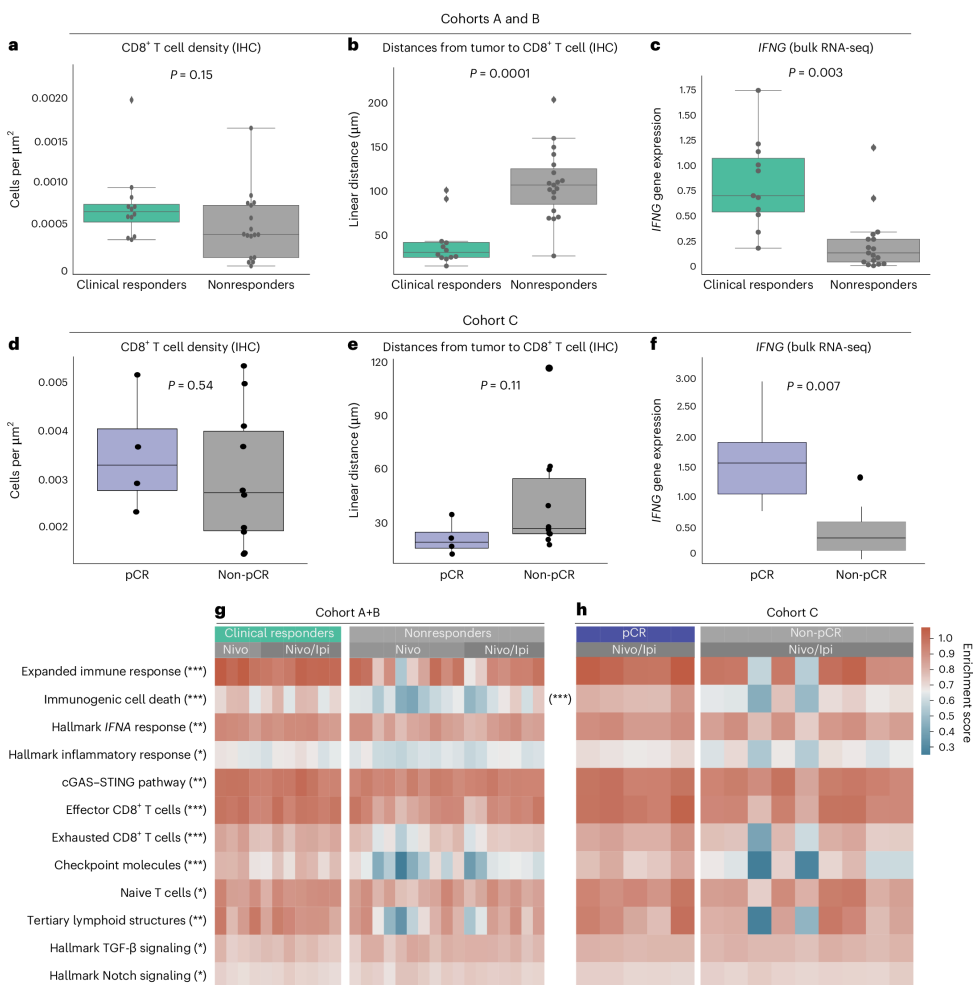 Cohorts A and B
a
CD8⁺ T cell density (IHC)
P = 0.15
Cells per µm²
0.0020
0.0015
0.0010
0.0005
0
Clinical responders
Nonresponders
b
Distances from tumor to CD8⁺ T cell (IHC)
P = 0.0001
Linear distance (µm)
200
150
100
50
Clinical responders
Nonresponders
c
IFNG (bulk RNA-seq)
P = 0.003
IFNG gene expression
1.75
1.50
1.25
1.00
0.75
0.50
0.25
0
Clinical responders
Nonresponders
Cohort C
d
CD8⁺ T cell density (IHC)
P = 0.54
Cells per µm²
0.005
0.004
0.003
0.002
pCR
Non-pCR
e
Distances from tumor to CD8⁺ T cell (IHC)
P = 0.11
Linear distance (µm)
120
90
60
30
pCR
Non-pCR
f
IFNG (bulk RNA-seq)
P = 0.007
IFNG gene expression
3.00
2.50
2.00
1.50
1.00
0.50
0
pCR
Non-pCR
g
Cohort A+B
Clinical responders
Nonresponders
Nivo
Nivo/Ipi
Nivo
Nivo/Ipi
h
Cohort C
pCR
Non-pCR
Nivo/Ipi
Nivo/Ipi
Expanded immune response (***)
Immunogenic cell death (***)
(***)
Hallmark IFNA response (**)
Hallmark inflammatory response (*)
cGAS–STING pathway (**)
Effector CD8⁺ T cells (***)
Exhausted CD8⁺ T cells (***)
Checkpoint molecules (***)
Naive T cells (*)
Tertiary lymphoid structures (**)
Hallmark TGF-β signaling (*)
Hallmark Notch signaling (*)
1.0
0.9
0.8
0.7
0.6
0.5
0.4
0.3
Enrichment score